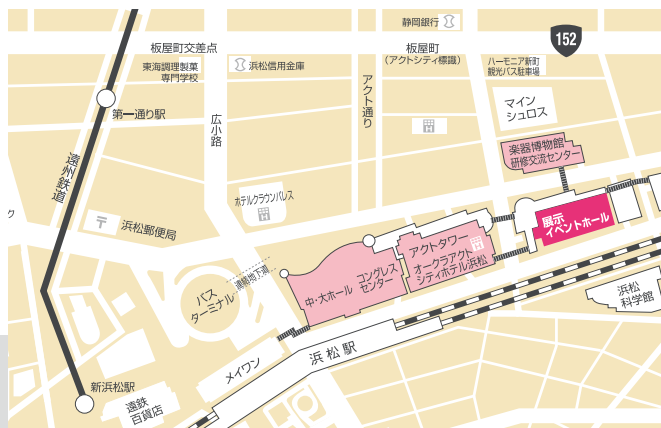 静岡銀行
152
板屋町交差点
板屋町
(アクトシティ標識)
東海調理製菓
専門学校
浜松信用金庫
ハーモニア新町
観光バス駐車場
アクト通り
マイン
シュロス
第一通り駅
広小路
H
楽器博物館
研修交流センター
遠州鉄道
ホテルクラウンパレス
H
ク
〒
浜松郵便局
展示
イベントホール
アクトタワー
H
オークラアクト
シティホテル浜松
連絡地下道
コングレス
センター
中・大ホール
バス
ターミナル
浜松
科学館
浜松駅
メイワン
新浜松駅
遠鉄
百貨店